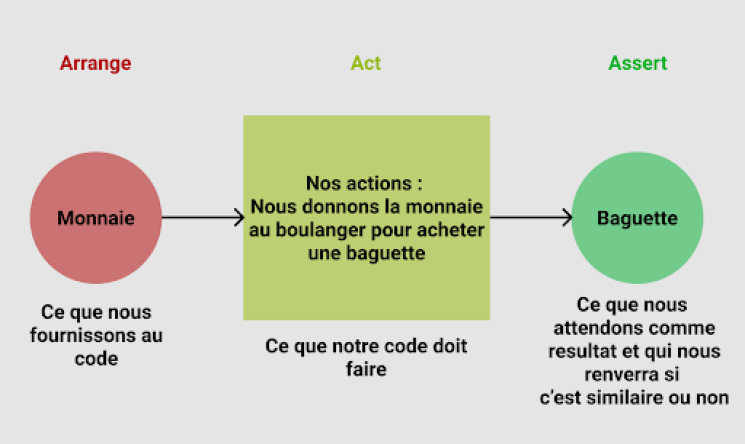 Arrange
Act
Assert
Monnaie
Nos actions :
Nous donnons la monnaie
au boulanger pour acheter
une baguette
Baguette
Ce que nous
fournissons au
code
Ce que notre code doit
faire
Ce que nous
attendons comme
resultat et qui nous
renverra si
c'est similaire ou non